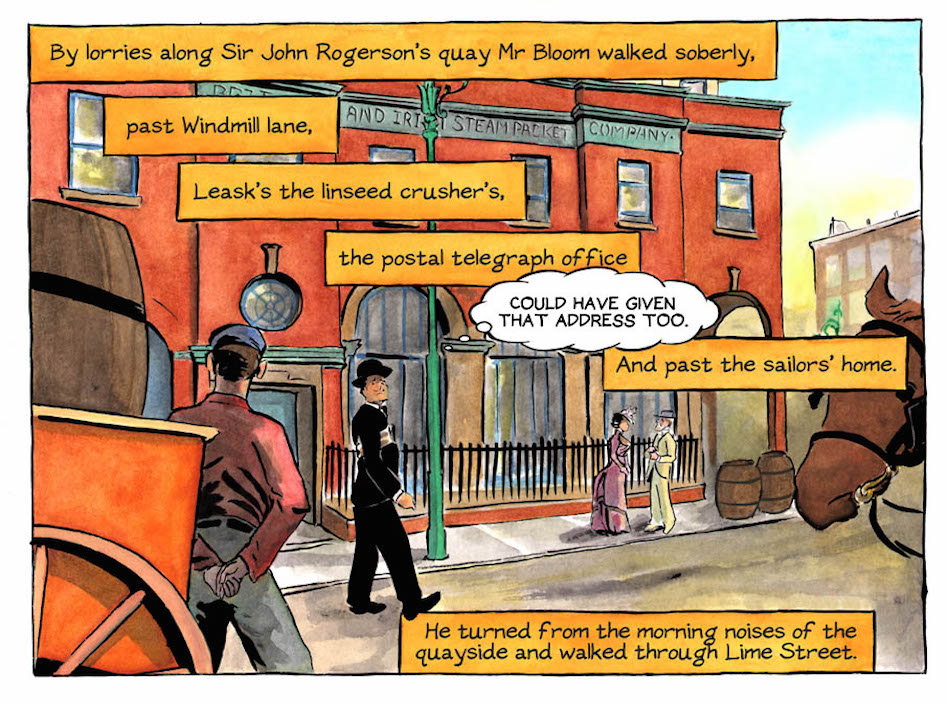 By lorries along Sir John Rogerson's quay Mr Bloom walked soberly,
past Windmill lane,
AND IRISH STEAM PACKET COMPANY.
Leask's the linseed crusher's,
the postal telegraph office
COULD HAVE GIVEN
THAT ADDRESS TOO.
And past the sailors' home.
He turned from the morning noises of the
quayside and walked through Lime Street.